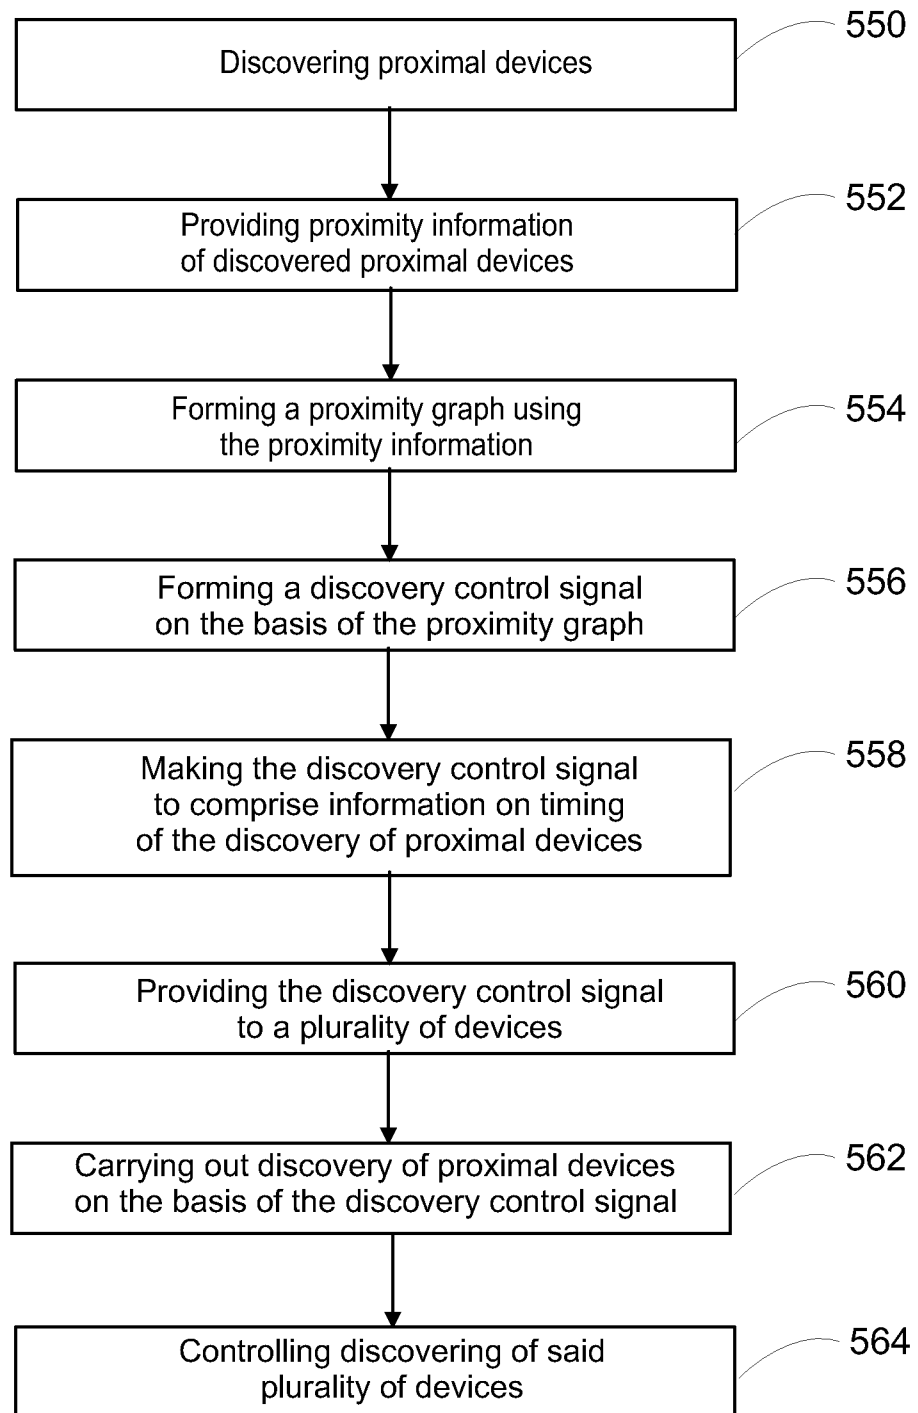 550
Discovering proximal devices
552
Providing proximity information
of discovered proximal devices
554
Forming a proximity graph using
the proximity information
556
Forming a discovery control signal
on the basis of the proximity graph
558
Making the discovery control signal
to comprise information on timing
of the discovery of proximal devices
560
Providing the discovery control signal
to a plurality of devices
562
Carrying out discovery of proximal devices
on the basis of the discovery control signal
564
Controlling discovering of said
plurality of devices